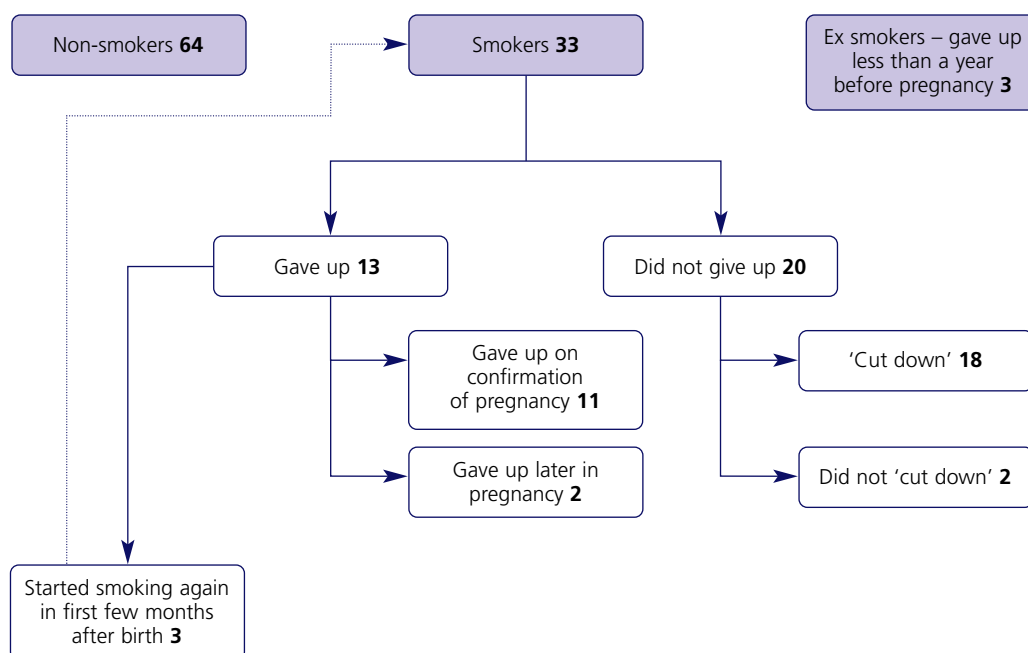 Non-smokers 64
Smokers 33
Ex smokers – gave up
less than a year
before pregnancy 3
Gave up 13
Did not give up 20
Gave up on
confirmation
of pregnancy 11
‘Cut down’ 18
Gave up later in
pregnancy 2
Did not ‘cut down’ 2
Started smoking again
in first few months
after birth 3